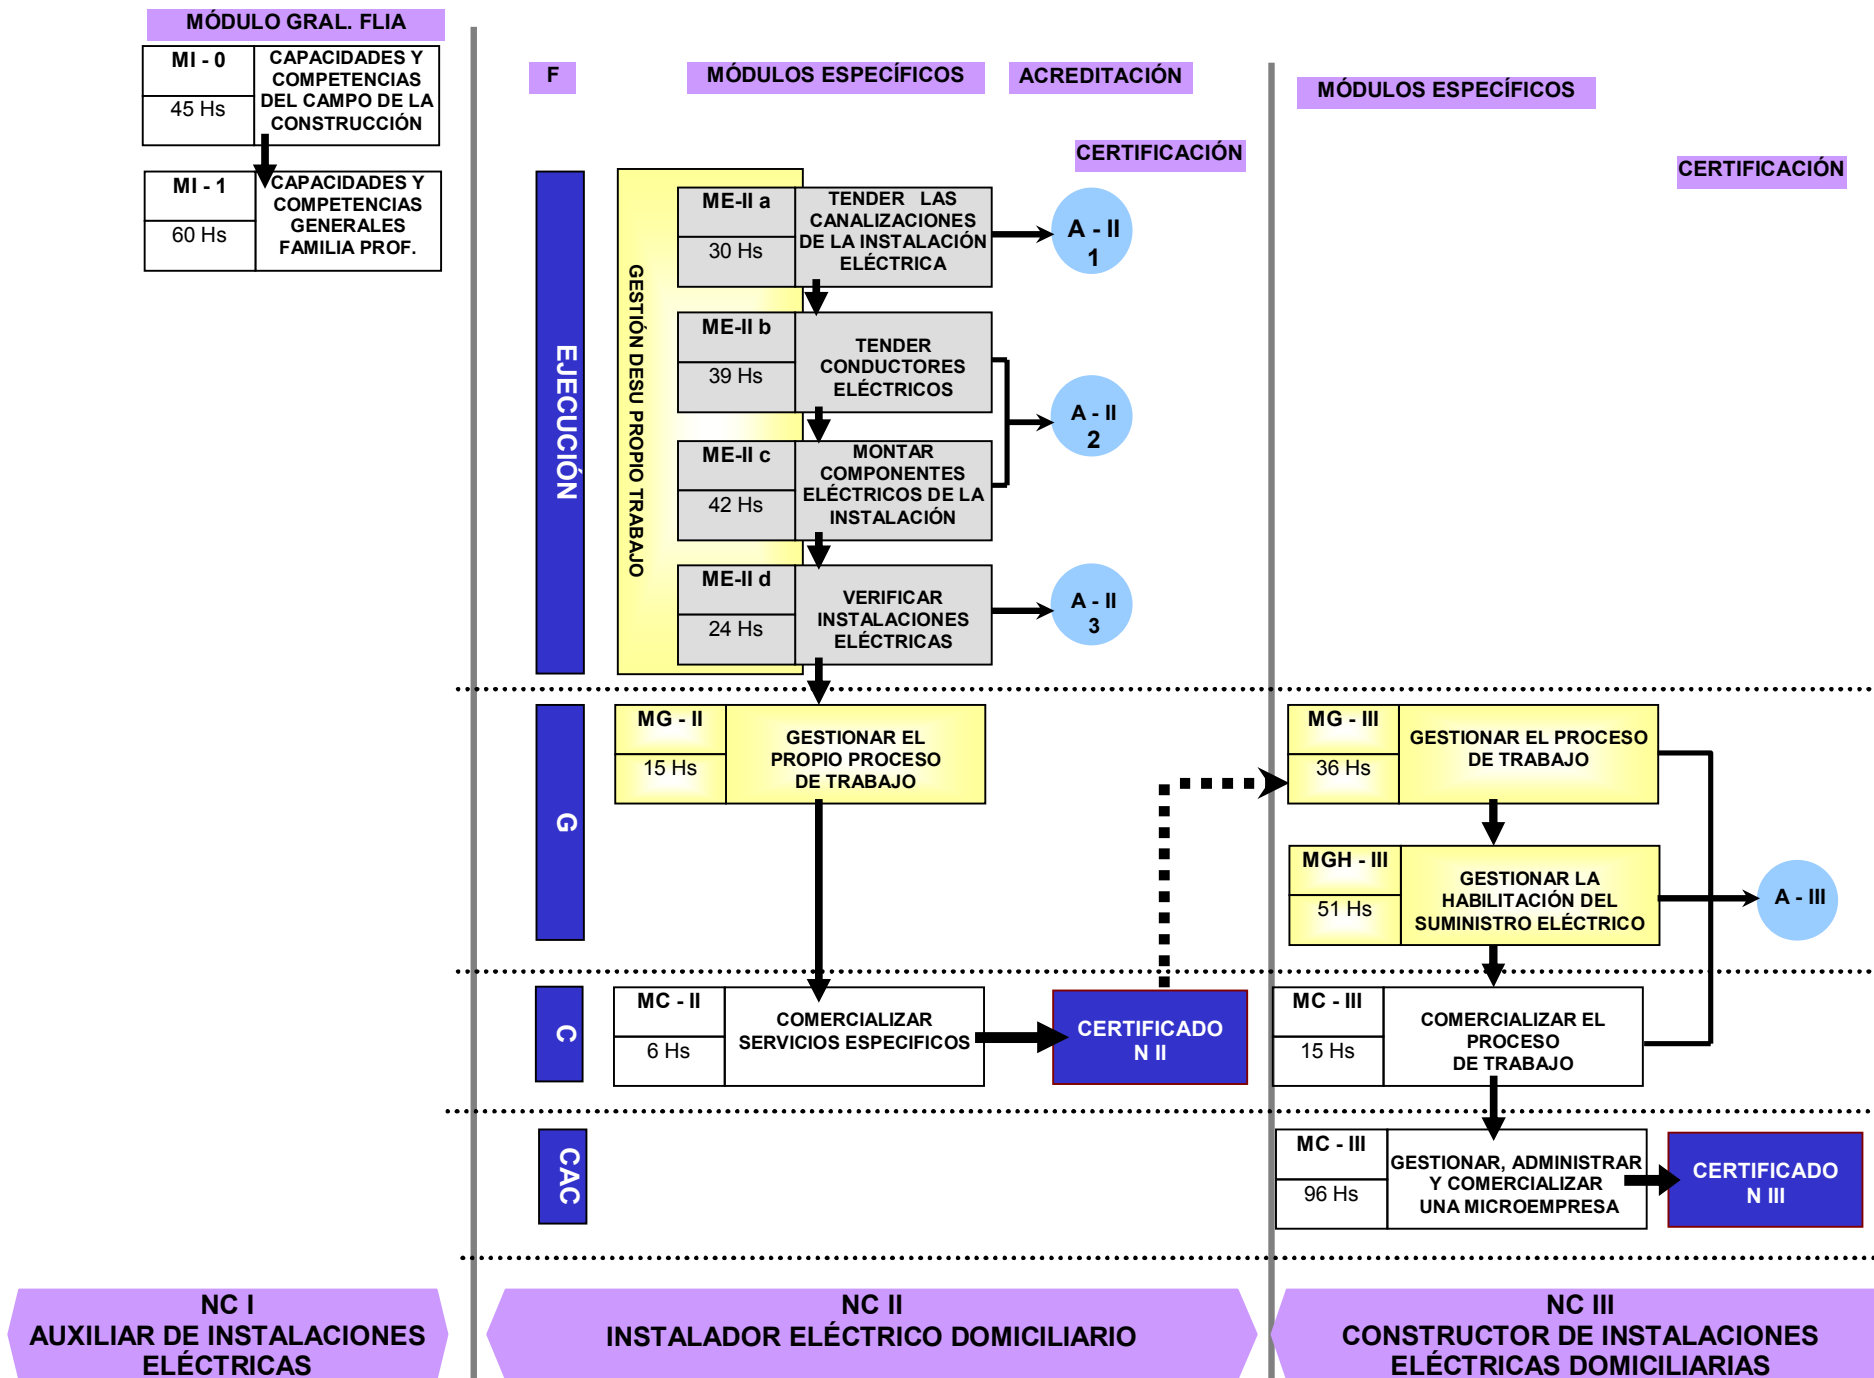 MÓDULO GRAL. FLIA
MI - 0
45 Hs
CAPACIDADES Y
COMPETENCIAS
DEL CAMPO DE LA
CONSTRUCCIÓN
MI - 1
60 Hs
CAPACIDADES Y
COMPETENCIAS
GENERALES
FAMILIA PROF.
F
MÓDULOS ESPECÍFICOS
ACREDITACIÓN
CERTIFICACIÓN
EJECUCIÓN
GESTIÓN DESU PROPIO TRABAJO
ME-II a
30 Hs
TENDER LAS
CANALIZACIONES
DE LA INSTALACIÓN
ELÉCTRICA
A - II
1
ME-II b
39 Hs
TENDER
CONDUCTORES
ELÉCTRICOS
A - II
2
ME-II c
42 Hs
MONTAR
COMPONENTES
ELÉCTRICOS DE LA
INSTALACIÓN
ME-II d
24 Hs
VERIFICAR
INSTALACIONES
ELÉCTRICAS
A - II
3
G
MG - II
15 Hs
GESTIONAR EL
PROPIO PROCESO
DE TRABAJO
C
MC - II
6 Hs
COMERCIALIZAR
SERVICIOS ESPECIFICOS
CERTIFICADO
N II
CAC
MÓDULOS ESPECÍFICOS
CERTIFICACIÓN
MG - III
36 Hs
GESTIONAR EL PROCESO
DE TRABAJO
MGH - III
51 Hs
GESTIONAR LA
HABILITACIÓN DEL
SUMINISTRO ELÉCTRICO
A - III
MC - III
15 Hs
COMERCIALIZAR EL
PROCESO
DE TRABAJO
MC - III
96 Hs
GESTIONAR, ADMINISTRAR
Y COMERCIALIZAR
UNA MICROEMPRESA
CERTIFICADO
N III
NC I
AUXILIAR DE INSTALACIONES
ELÉCTRICAS
NC II
INSTALADOR ELÉCTRICO DOMICILIARIO
NC III
CONSTRUCTOR DE INSTALACIONES
ELÉCTRICAS DOMICILIARIAS